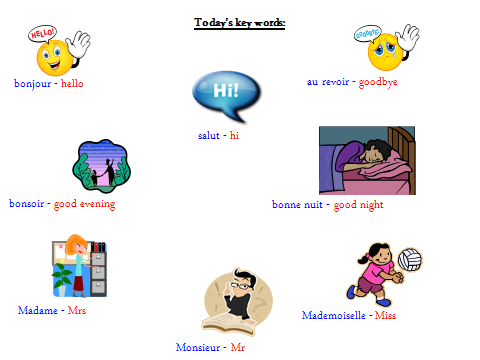 Today's key words:
HELLO!
GOODBYE!
bonjour - hello
au revoir - goodbye
Hi!
salut - hi
bonsoir - good evening
bonne nuit - good night
Madame - Mrs
Mademoiselle - Miss
Monsieur - Mr